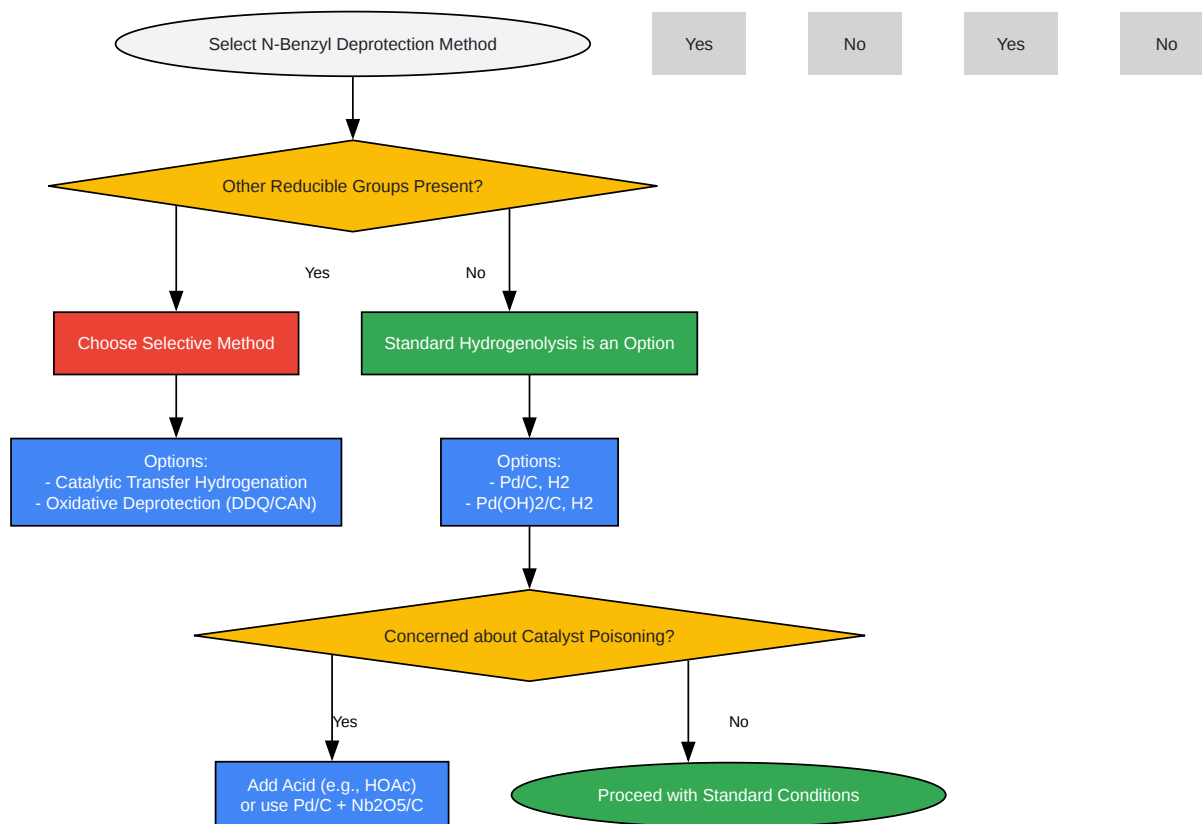 Select N-Benzyl Deprotection Method
Yes
No
Yes
No
Other Reducible Groups Present?
Yes
No
Choose Selective Method
Standard Hydrogenolysis is an Option
Options:
- Catalytic Transfer Hydrogenation
- Oxidative Deprotection (DDQ/CAN)
Options:
- Pd/C, H2
- Pd(OH)2/C, H2
Concerned about Catalyst Poisoning?
Yes
No
Add Acid (e.g., HOAc)
or use Pd/C + Nb2O5/C
Proceed with Standard Conditions